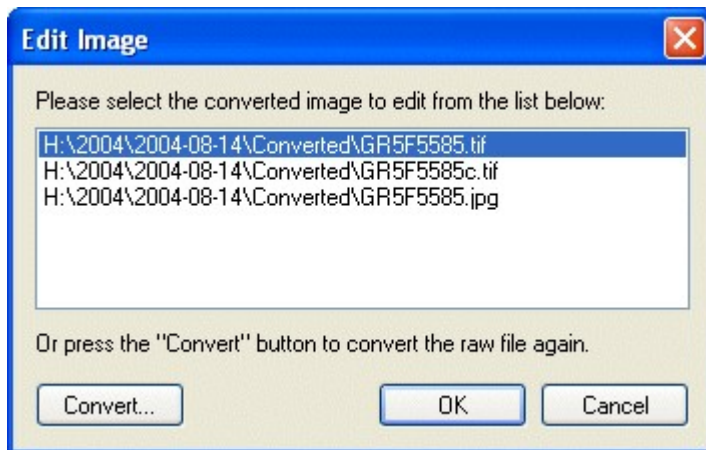 Edit Image
Please select the converted image to edit from the list below:
H:\2004\2004-08-14\Converted\GR5F5585.tif
H:\2004\2004-08-14\Converted\GR5F5585c.tif
H:\2004\2004-08-14\Converted\GR5F5585.jpg
Or press the "Convert" button to convert the raw file again.
Convert... OK Cancel